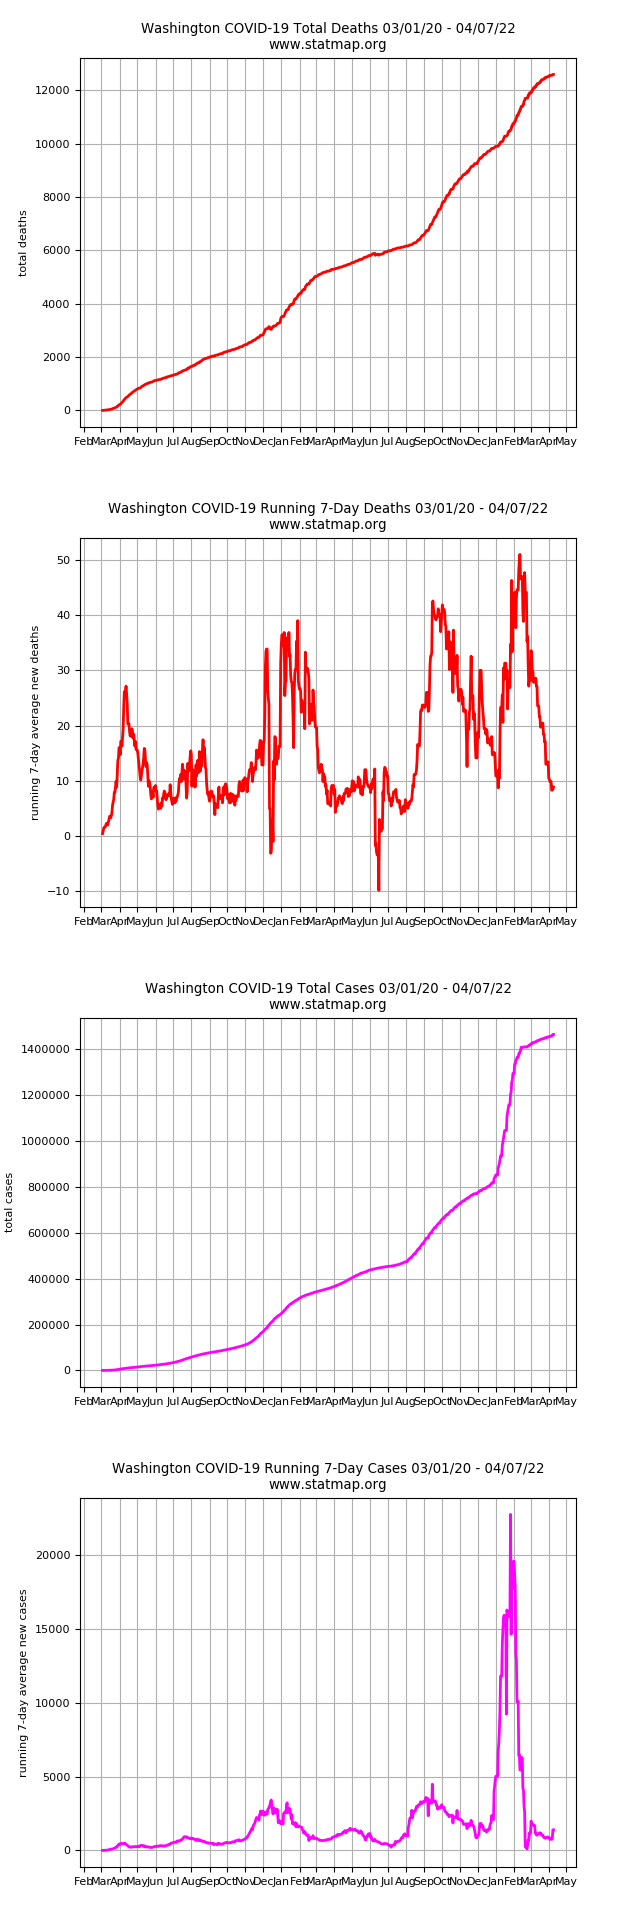 Washington COVID-19 Total Deaths 03/01/20 - 04/07/22
www.statmap.org
total deaths
12000
10000
8000
6000
4000
2000
0
Feb Mar Apr May Jun Jul Aug Sep Oct Nov Dec Jan Feb Mar Apr May Jun Jul Aug Sep Oct Nov Dec Jan Feb Mar Apr May
Washington COVID-19 Running 7-Day Deaths 03/01/20 - 04/07/22
www.statmap.org
running 7-day average new deaths
50
40
30
20
10
0
−10
Feb Mar Apr May Jun Jul Aug Sep Oct Nov Dec Jan Feb Mar Apr May Jun Jul Aug Sep Oct Nov Dec Jan Feb Mar Apr May
Washington COVID-19 Total Cases 03/01/20 - 04/07/22
www.statmap.org
total cases
1400000
1200000
1000000
800000
600000
400000
200000
0
Feb Mar Apr May Jun Jul Aug Sep Oct Nov Dec Jan Feb Mar Apr May Jun Jul Aug Sep Oct Nov Dec Jan Feb Mar Apr May
Washington COVID-19 Running 7-Day Cases 03/01/20 - 04/07/22
www.statmap.org
running 7-day average new cases
20000
15000
10000
5000
0
Feb Mar Apr May Jun Jul Aug Sep Oct Nov Dec Jan Feb Mar Apr May Jun Jul Aug Sep Oct Nov Dec Jan Feb Mar Apr May